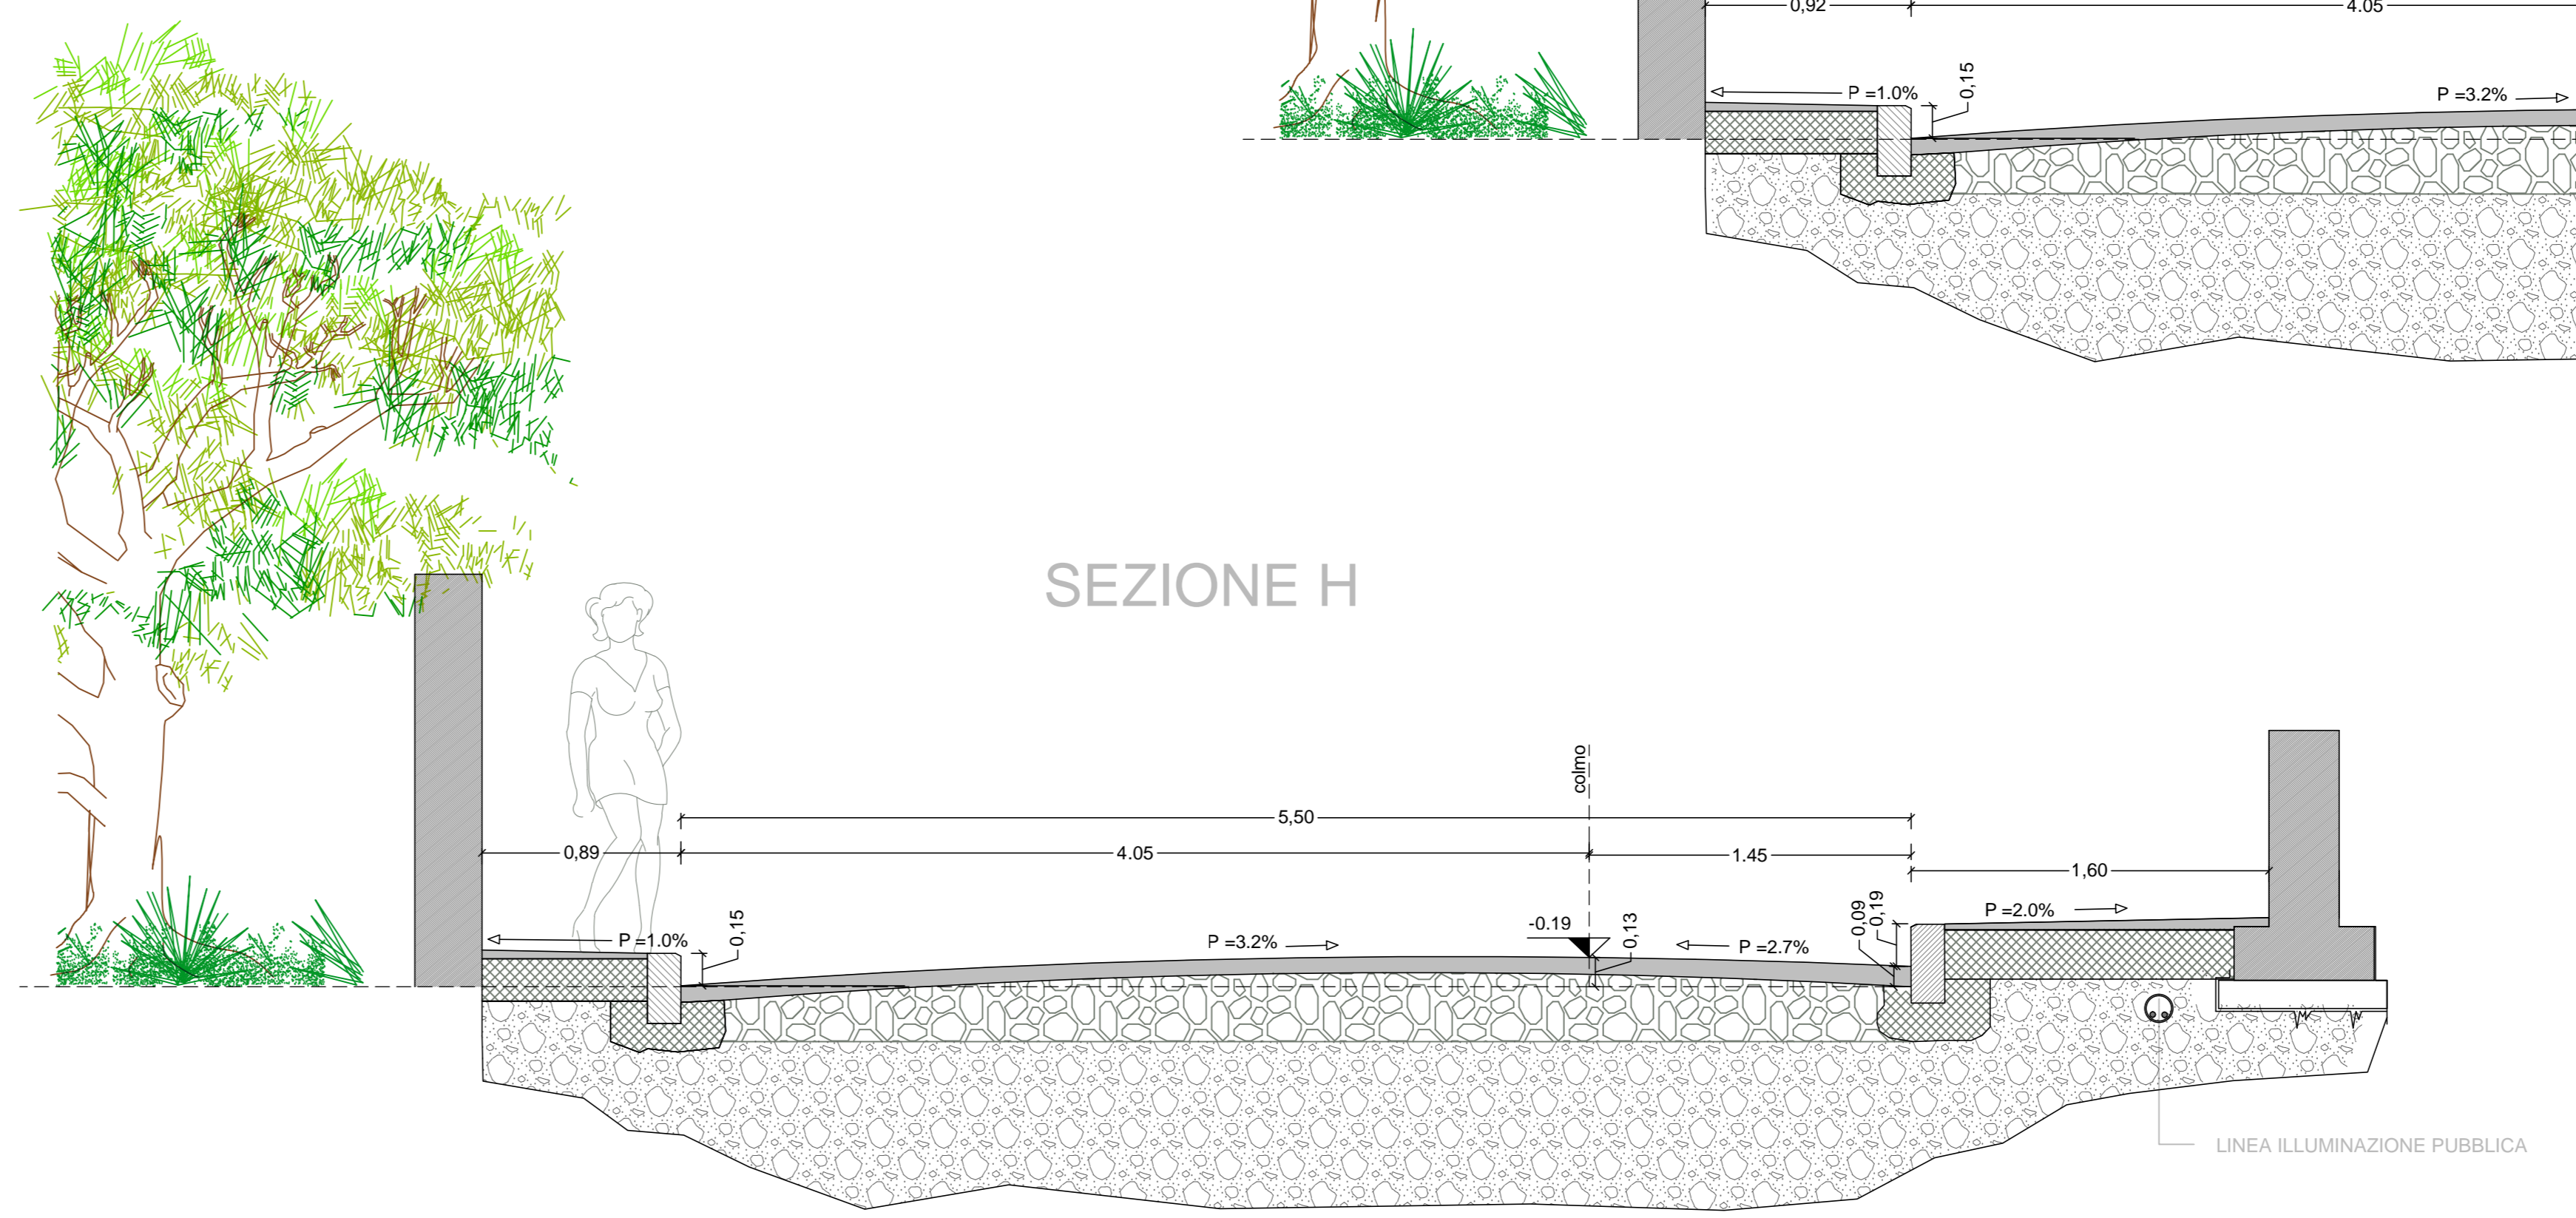 0,92
4.05
P =1.0%
0,15
P =3.2%
SEZIONE H
colmo
5,50
0,89
4.05
1.45
1,60
P =1.0%
0,15
P =3.2%
-0.19
0,13
P =2.7%
0,09
0,19
P =2.0%
LINEA ILLUMINAZIONE PUBBLICA